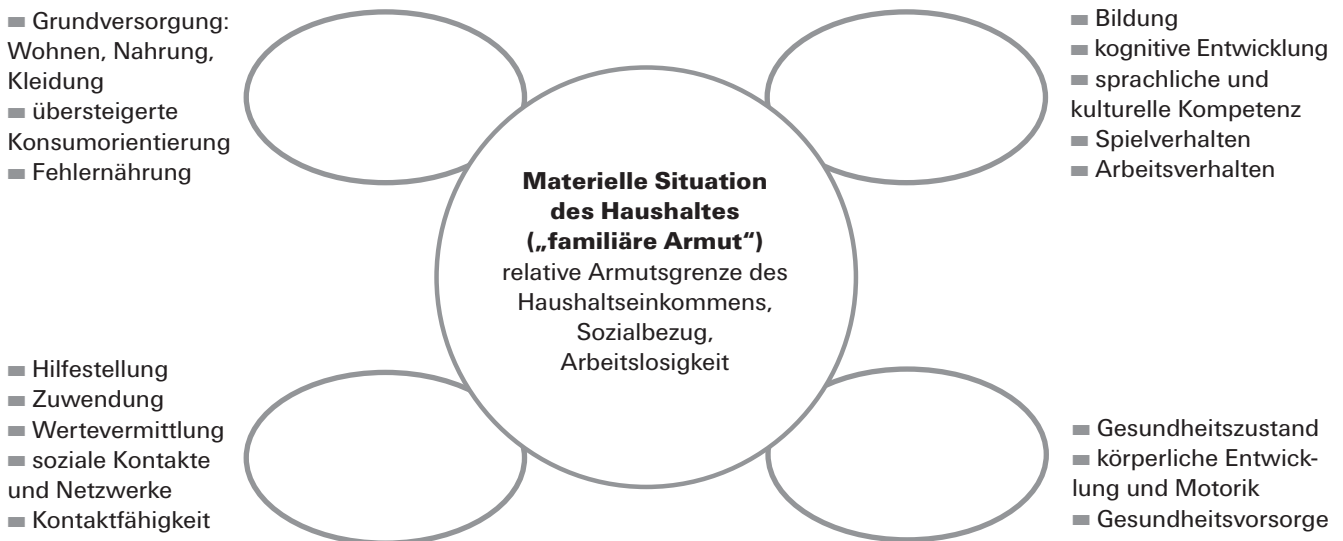 ■ Grundversorgung:
Wohnen, Nahrung,
Kleidung
■ übersteigerte
Konsumorientierung
■ Fehlernährung
■ Bildung
■ kognitive Entwicklung
■ sprachliche und
kulturelle Kompetenz
■ Spielverhalten
■ Arbeitsverhalten
Materielle Situation
des Haushaltes
(„familiäre Armut“)
relative Armutsgrenze des
Haushaltseinkommens,
Sozialbezug,
Arbeitslosigkeit
■ Hilfestellung
■ Zuwendung
■ Wertevermittlung
■ soziale Kontakte
und Netzwerke
■ Kontaktfähigkeit
■ Gesundheitszustand
■ körperliche Entwick-
lung und Motorik
■ Gesundheitsvorsorge